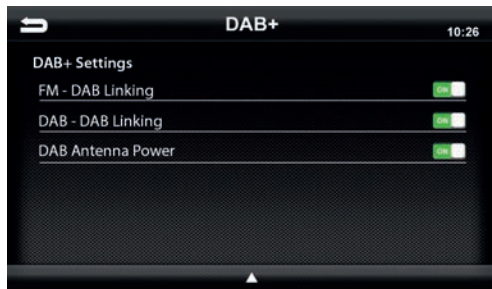 DAB+
10:26
DAB+ Settings
FM - DAB Linking
ON
DAB - DAB Linking
ON
DAB Antenna Power
ON